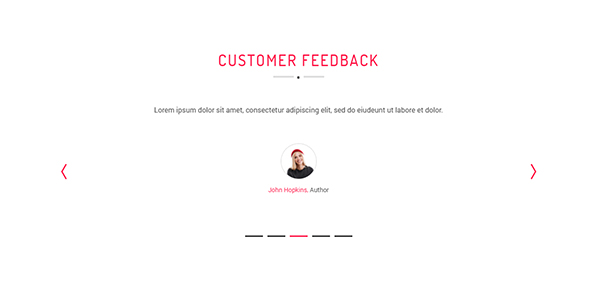 CUSTOMER FEEDBACK
Lorem ipsum dolor sit amet, consectetur adipiscing elit, sed do eiudeunt ut labore et dolor.
John Hopkins, Author